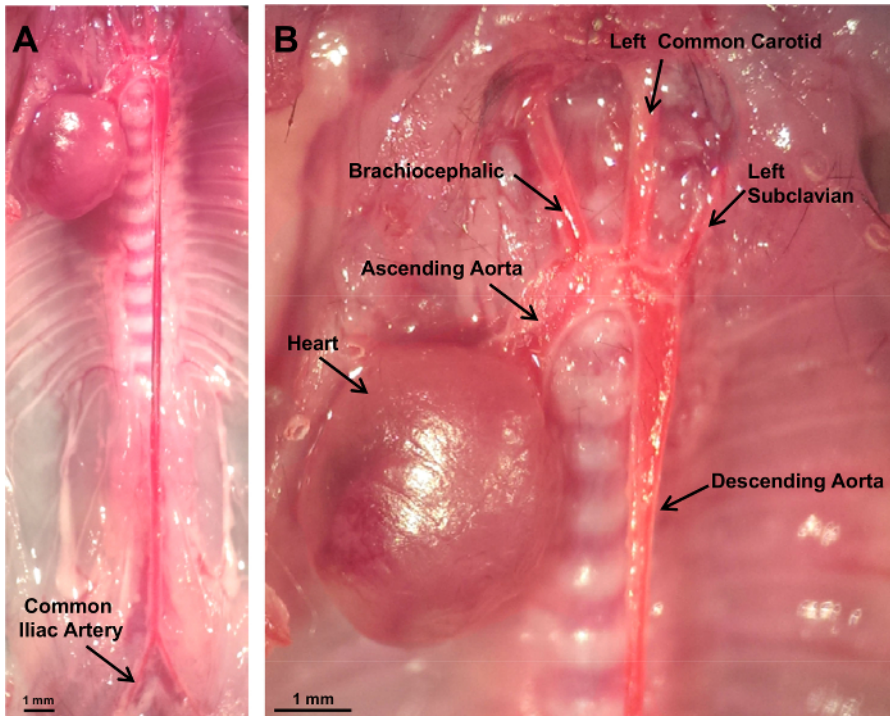 A
Common
Iliac Artery
1 mm
B
Left Common Carotid
Brachiocephalic
Left
Subclavian
Ascending Aorta
Heart
Descending Aorta
1 mm